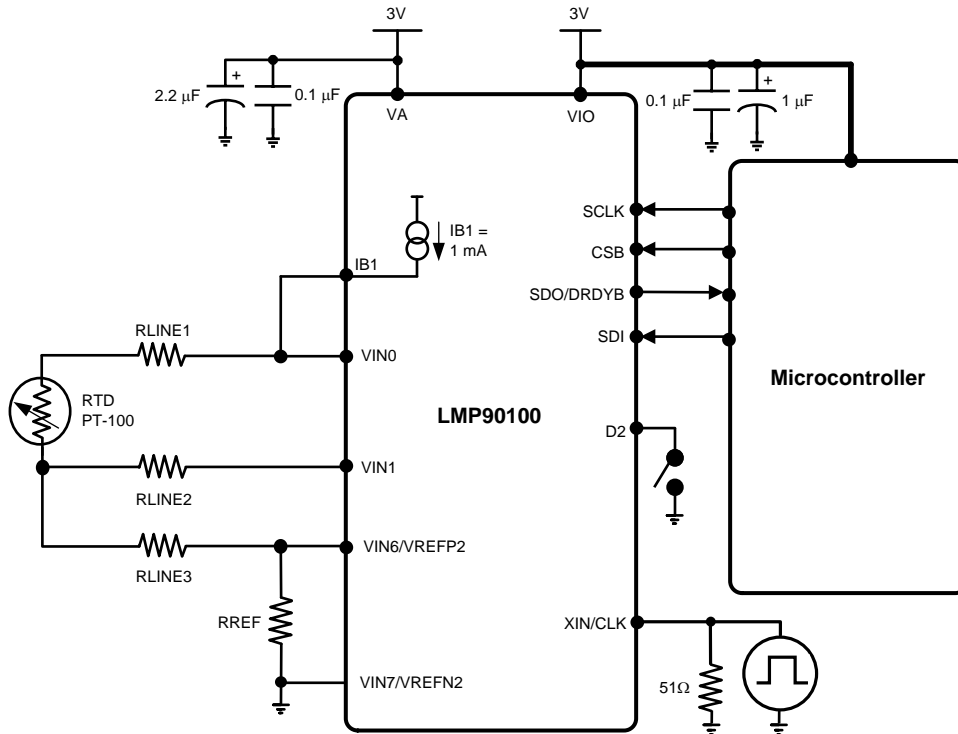 3V
3V
2.2 μF
+
0.1 μF
0.1 μF
+
1 μF
VA
VIO
SCLK
IB1 =
1 mA
CSB
IB1
SDO/DRDYB
RLINE1
SDI
VIN0
Microcontroller
RTD
PT-100
LMP90100
D2
VIN1
RLINE2
VIN6/VREFP2
RLINE3
RREF
XIN/CLK
VIN7/VREFN2
51Ω